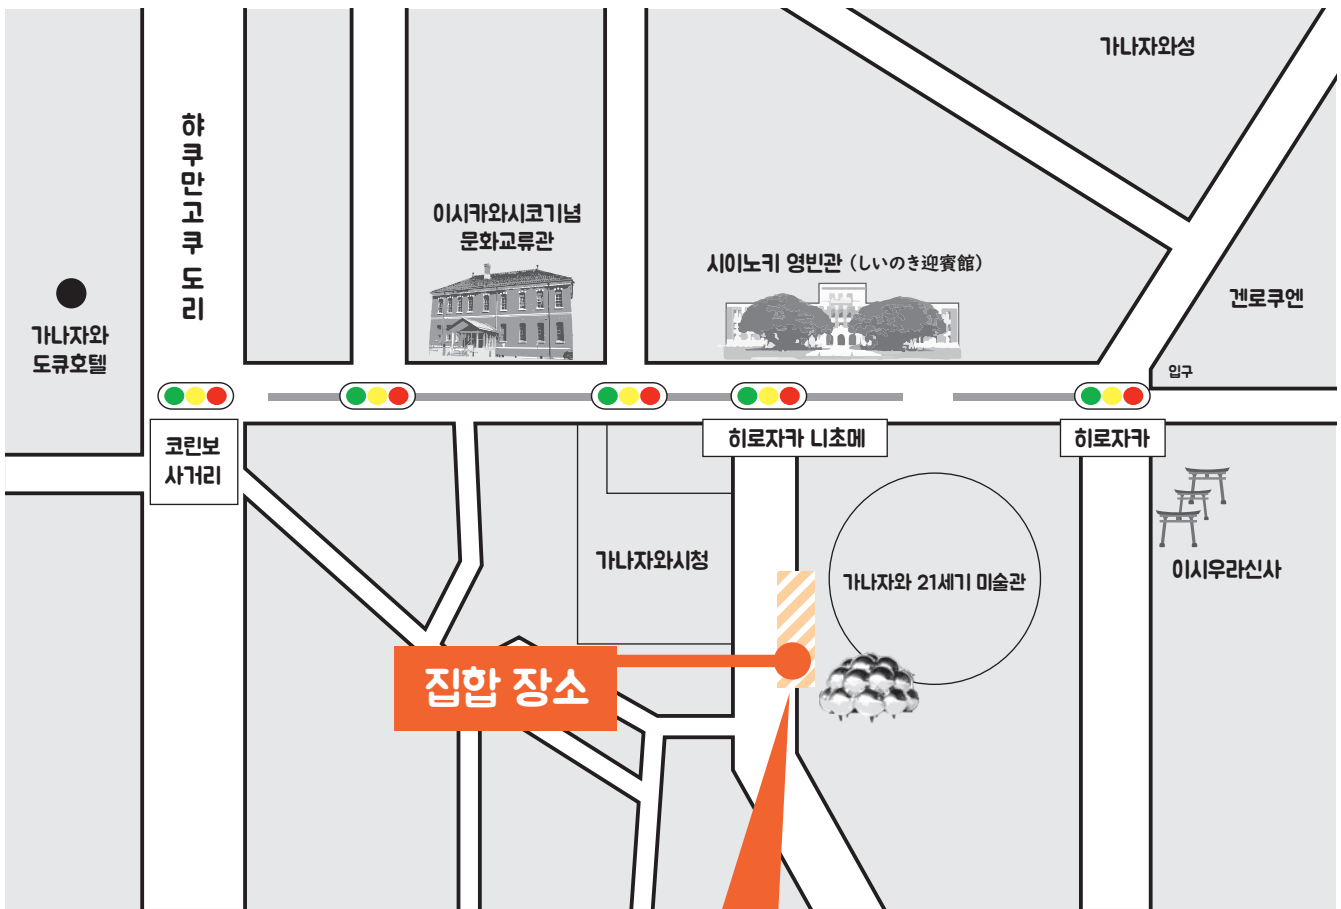 가나자와성
햐쿠만고쿠 도리
이시카와시코기념
문화교류관
시이노키 영빈관 (しいのき迎賓館)
겐로쿠엔
가나자와
도큐호텔
입구
코린보
사거리
히로자카 니초메
히로자카
가나자와시청
가나자와 21세기 미술관
이시우라신사
집합 장소